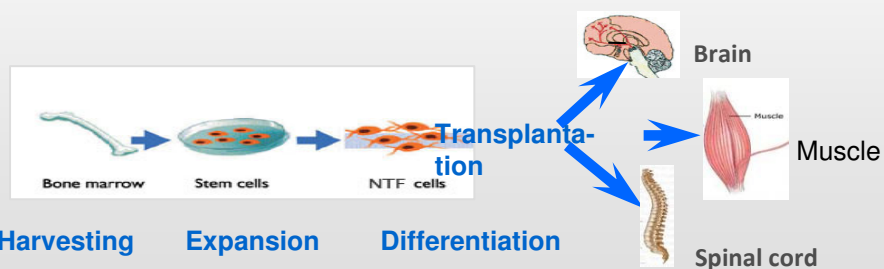 Brain
Transplanta-
tion
Muscle
Muscle
Bone marrow
Stem cells
NTF cells
Harvesting
Expansion
Differentiation
Spinal cord